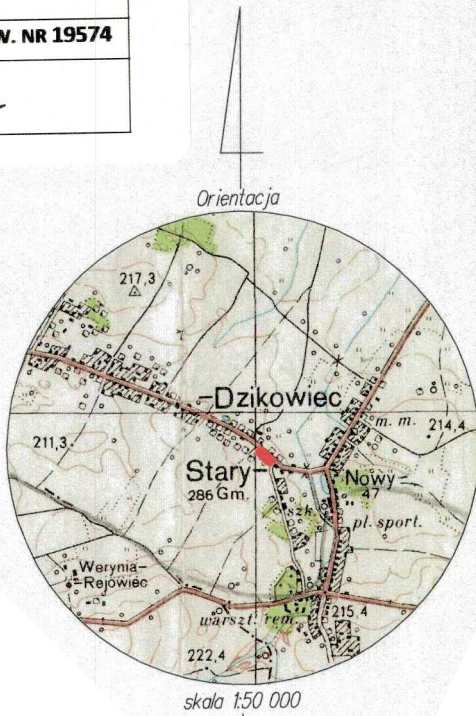 W. NR 19574
Orientacja
217,3
-Dzikowiec
m. m.
214,4
211,3
Stary-
286 Gm.
Nowy-
47
szk.
pl. sport.
Werynia-
Rejowiec
warszt. rem.
215,4
222,4
skala 1:50 000